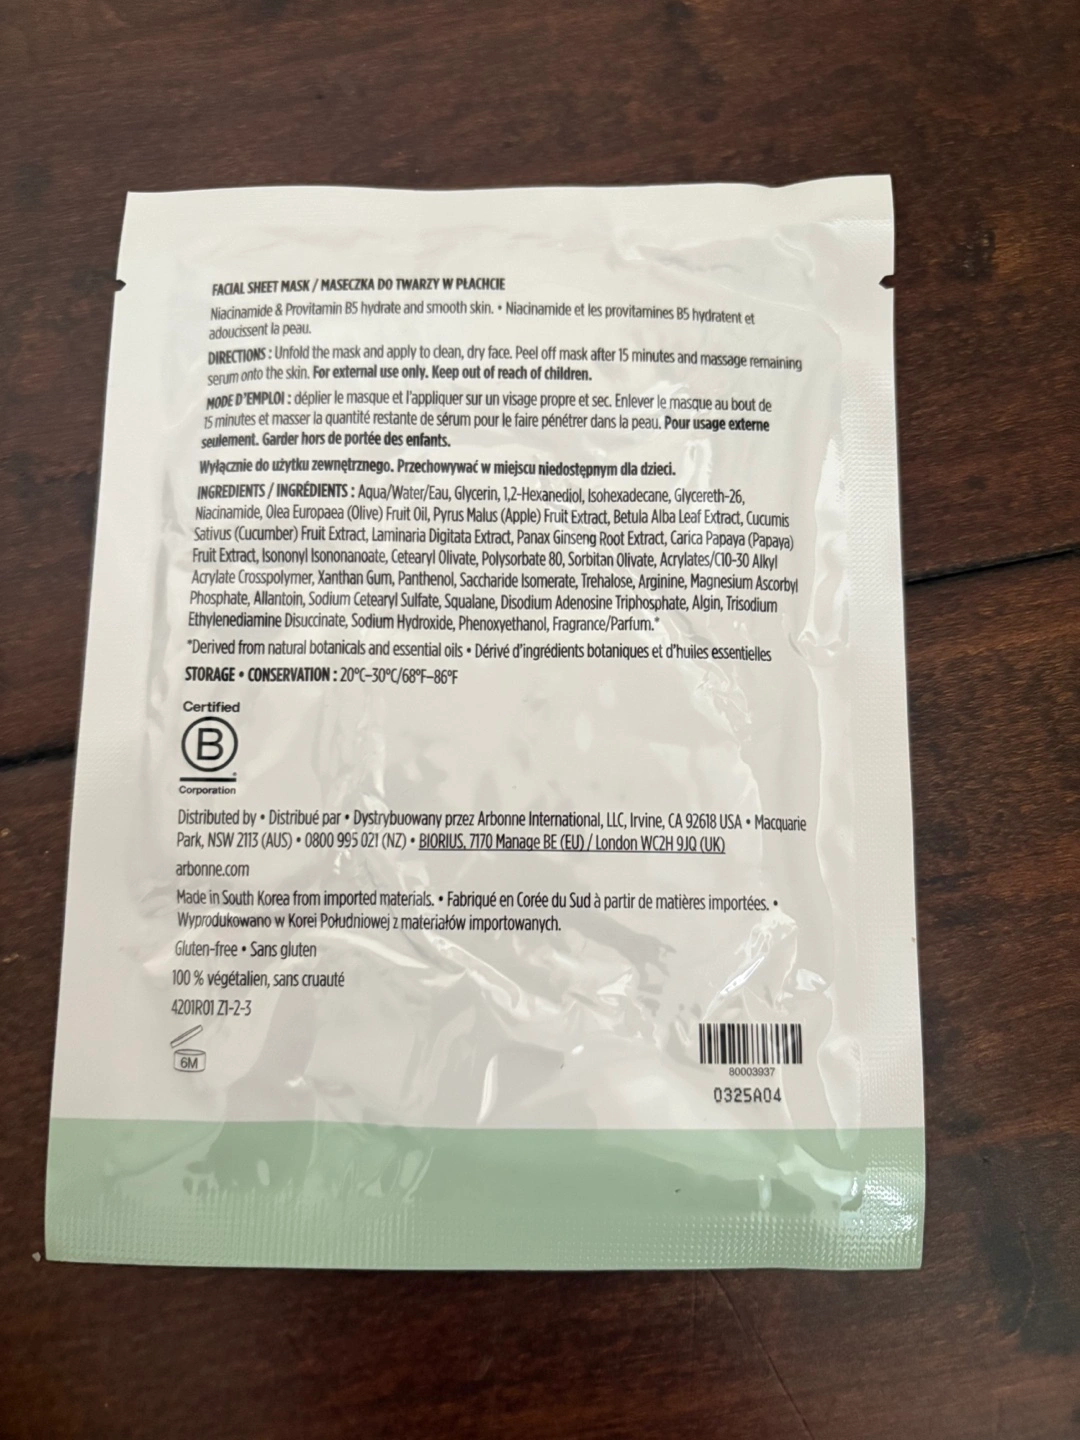 FACIAL SHEET MASK / MASECZKA DO TWARZY W PŁACHCIE
Niacinamide & Provitamin B5 hydrate and smooth skin. • Niacinamide et les provitamines B5 hydratent et
adoucissent la peau.
DIRECTIONS : Unfold the mask and apply to clean, dry face. Peel off mask after 15 minutes and massage remaining
serum onto the skin. For external use only. Keep out of reach of children.
MODE D'EMPLOI : déplier le masque et l'appliquer sur un visage propre et sec. Enlever le masque au bout de
15 minutes et masser la quantité restante de sérum pour le faire pénétrer dans la peau. Pour usage externe
seulement. Garder hors de portée des enfants.
Wyłącznie do użytku zewnętrznego. Przechowywać w miejscu niedostępnym dla dzieci.
INGREDIENTS / INGRÉDIENTS : Aqua/Water/Eau, Glycerin, 1,2-Hexanediol, Isohexadecane, Glycereth-26,
Niacinamide, Olea Europaea (Olive) Fruit Oil, Pyrus Malus (Apple) Fruit Extract, Betula Alba Leaf Extract, Cucumis
Sativus (Cucumber) Fruit Extract, Laminaria Digitata Extract, Panax Ginseng Root Extract, Carica Papaya (Papaya)
Fruit Extract, Isononyl Isononanoate, Cetearyl Olivate, Polysorbate 80, Sorbitan Olivate, Acrylates/C10-30 Alkyl
Acrylate Crosspolymer, Xanthan Gum, Panthenol, Saccharide Isomerate, Trehalose, Arginine, Magnesium Ascorbyl
Phosphate, Allantoin, Sodium Cetearyl Sulfate, Squalane, Disodium Adenosine Triphosphate, Algin, Trisodium
Ethylenediamine Disuccinate, Sodium Hydroxide, Phenoxyethanol, Fragrance/Parfum.*
*Derived from natural botanicals and essential oils • Dérivé d'ingrédients botaniques et d'huiles essentielles
STORAGE • CONSERVATION : 20°C–30°C/68°F–86°F
Certified
B
Corporation
Distributed by • Distribué par • Dystrybuowany przez Arbonne International, LLC, Irvine, CA 92618 USA • Macquarie
Park, NSW 2113 (AUS) • 0800 995 021 (NZ) • BIORIUS, 7170 Manage BE (EU) / London WC2H 9JQ (UK)
arbonne.com
Made in South Korea from imported materials. • Fabriqué en Corée du Sud à partir de matières importées. •
Wyprodukowano w Korei Południowej z materiałów importowanych.
Gluten-free • Sans gluten
100 % végétalien, sans cruauté
4201R01 Z1-2-3
6M
80003937
0325A04